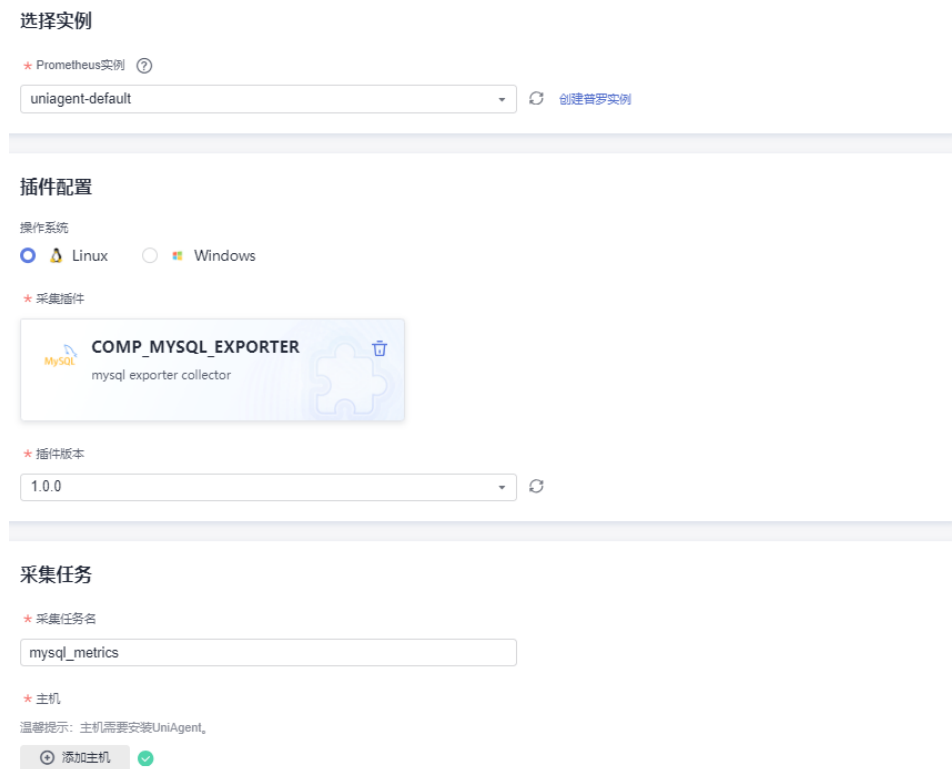 选择实例
* Prometheus实例 ?
uniagent-default
创建普罗实例
插件配置
操作系统
Linux
Windows
* 采集插件
MySQL
COMP_MYSQL_EXPORTER
mysql exporter collector
* 插件版本
1.0.0
采集任务
* 采集任务名
mysql_metrics
* 主机
温馨提示：主机需要安装UniAgent。
添加主机